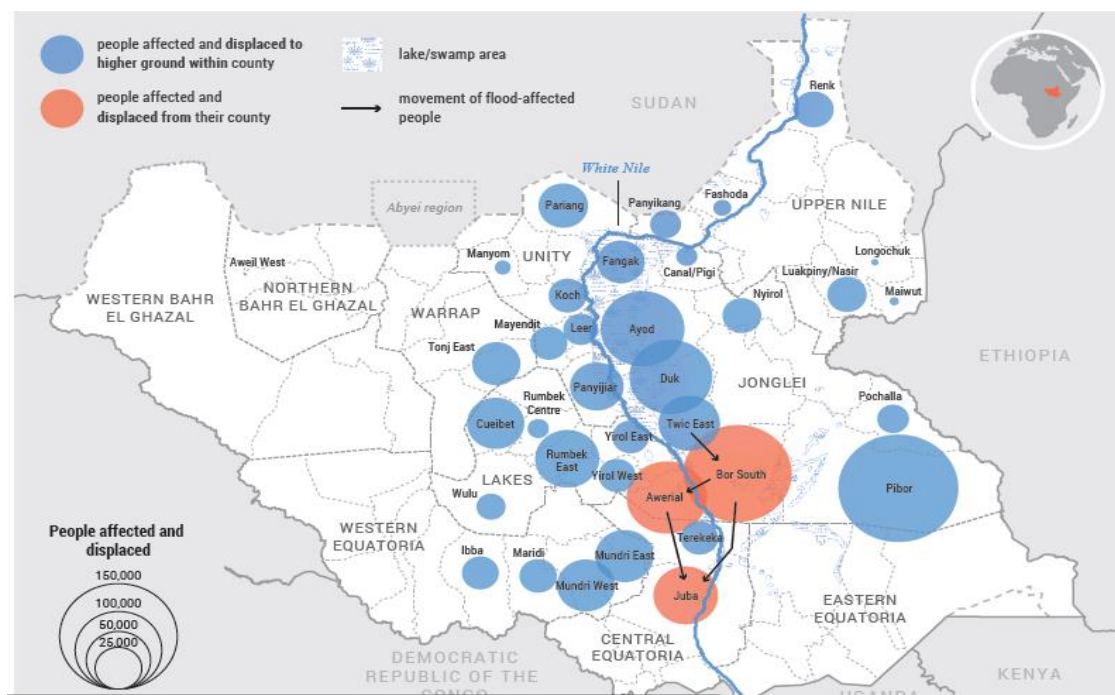 people affected and displaced to
higher ground within county
lake/swamp area
people affected and
displaced from their county
movement of flood-affected
people
SUDAN
Renk
White Nile
Abyei region
Pariang
Panyikang
Fashoda
UPPER NILE
Manyom
UNITY
Fangak
Canal/Pigi
Longochuk
Luakpiny/Nasir
Maiwut
Aweil West
WESTERN BAHR
EL GHAZAL
NORTHERN
BAHR EL GHAZAL
WARRAP
Koch
Nyirol
Mayendit
Leer
Ayod
Tonj East
ETHIOPIA
Panyijiar
Duk
JONGLEI
Rumbek
Centre
Pochalla
Cueibet
Yirol East
Twic East
Rumbek
East
Yirol West
Bor South
LAKES
Awerial
Pibor
Wulu
WESTERN
EQUATORIA
Terekeka
Ibba
Maridi
Mundri East
Mundri West
Juba
EASTERN
EQUATORIA
CENTRAL
EQUATORIA
People affected and
displaced
150,000
100,000
50,000
25,000
DEMOCRATIC
REPUBLIC OF THE
CONGO
UGANDA
KENYA